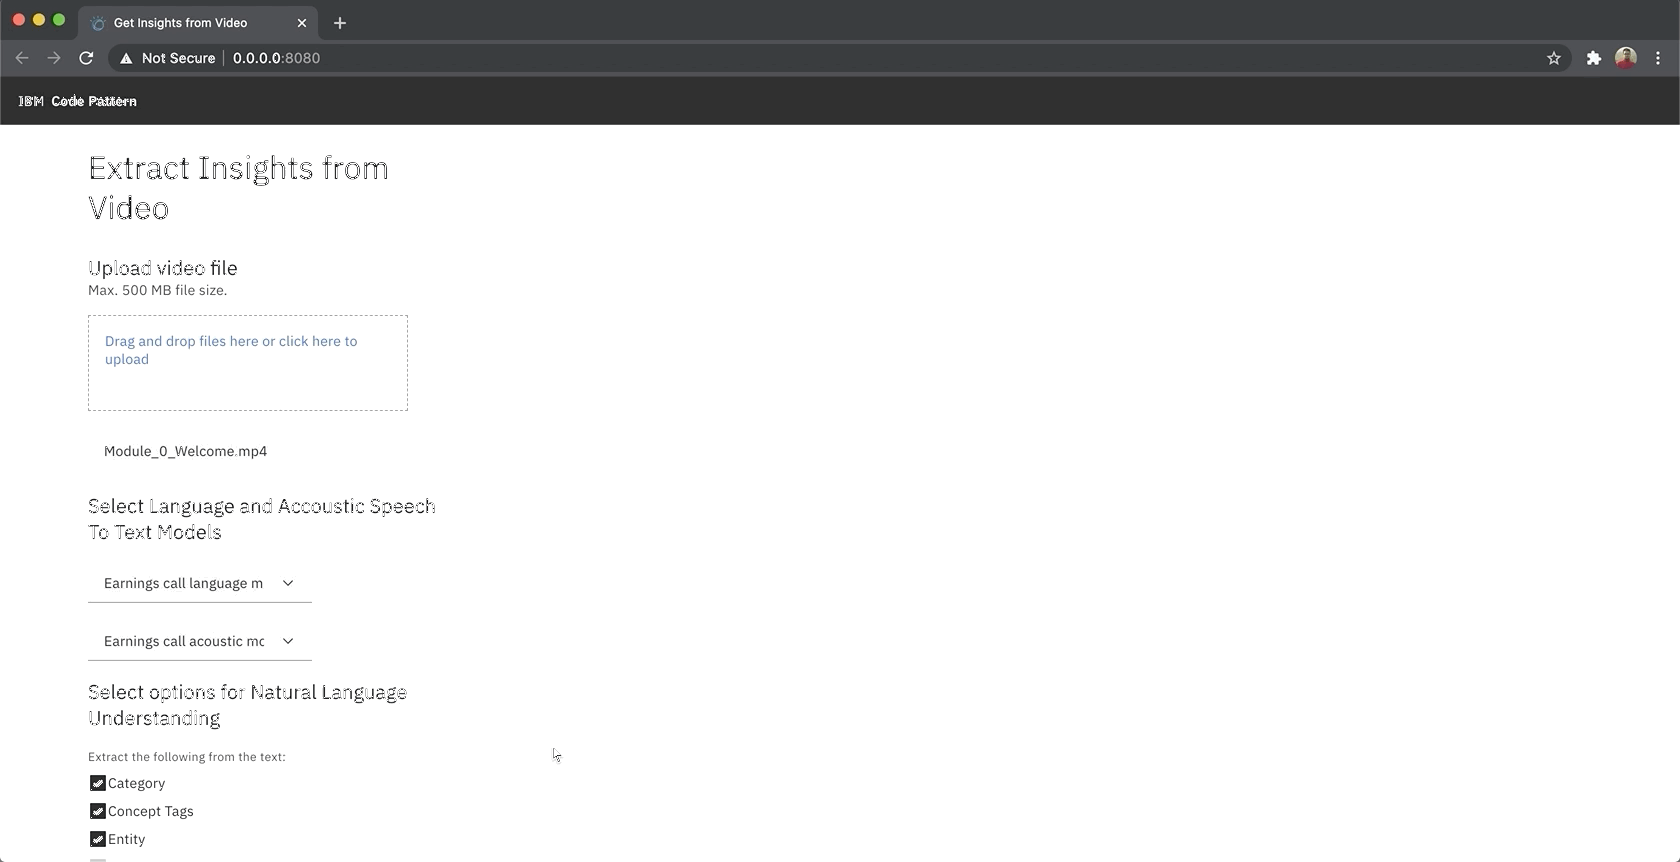 Get Insights from Video
Not Secure | 0.0.0.0:8080
IBM Code Pattern
Extract Insights from
Video
Upload video file
Max. 500 MB file size.
Drag and drop files here or click here to
upload
Module_0_Welcome.mp4
Select Language and Accoustic Speech
To Text Models
Earnings call language m
Earnings call acoustic mo
Select options for Natural Language
Understanding
Extract the following from the text:
Category
Concept Tags
Entity